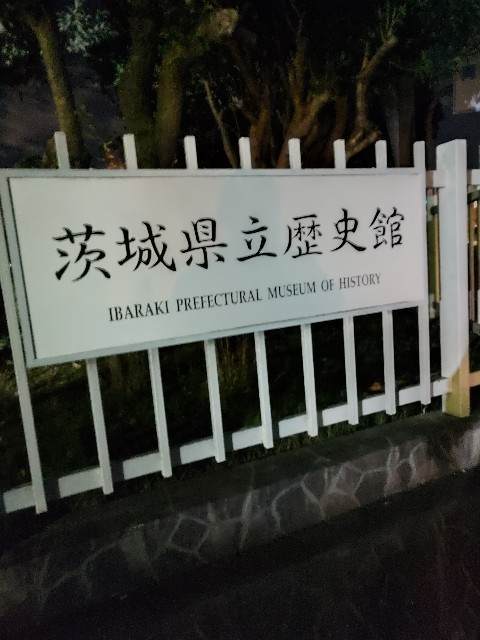 茨城県立歴史館
IBARAKI PREFECTURAL MUSEUM OF HISTORY